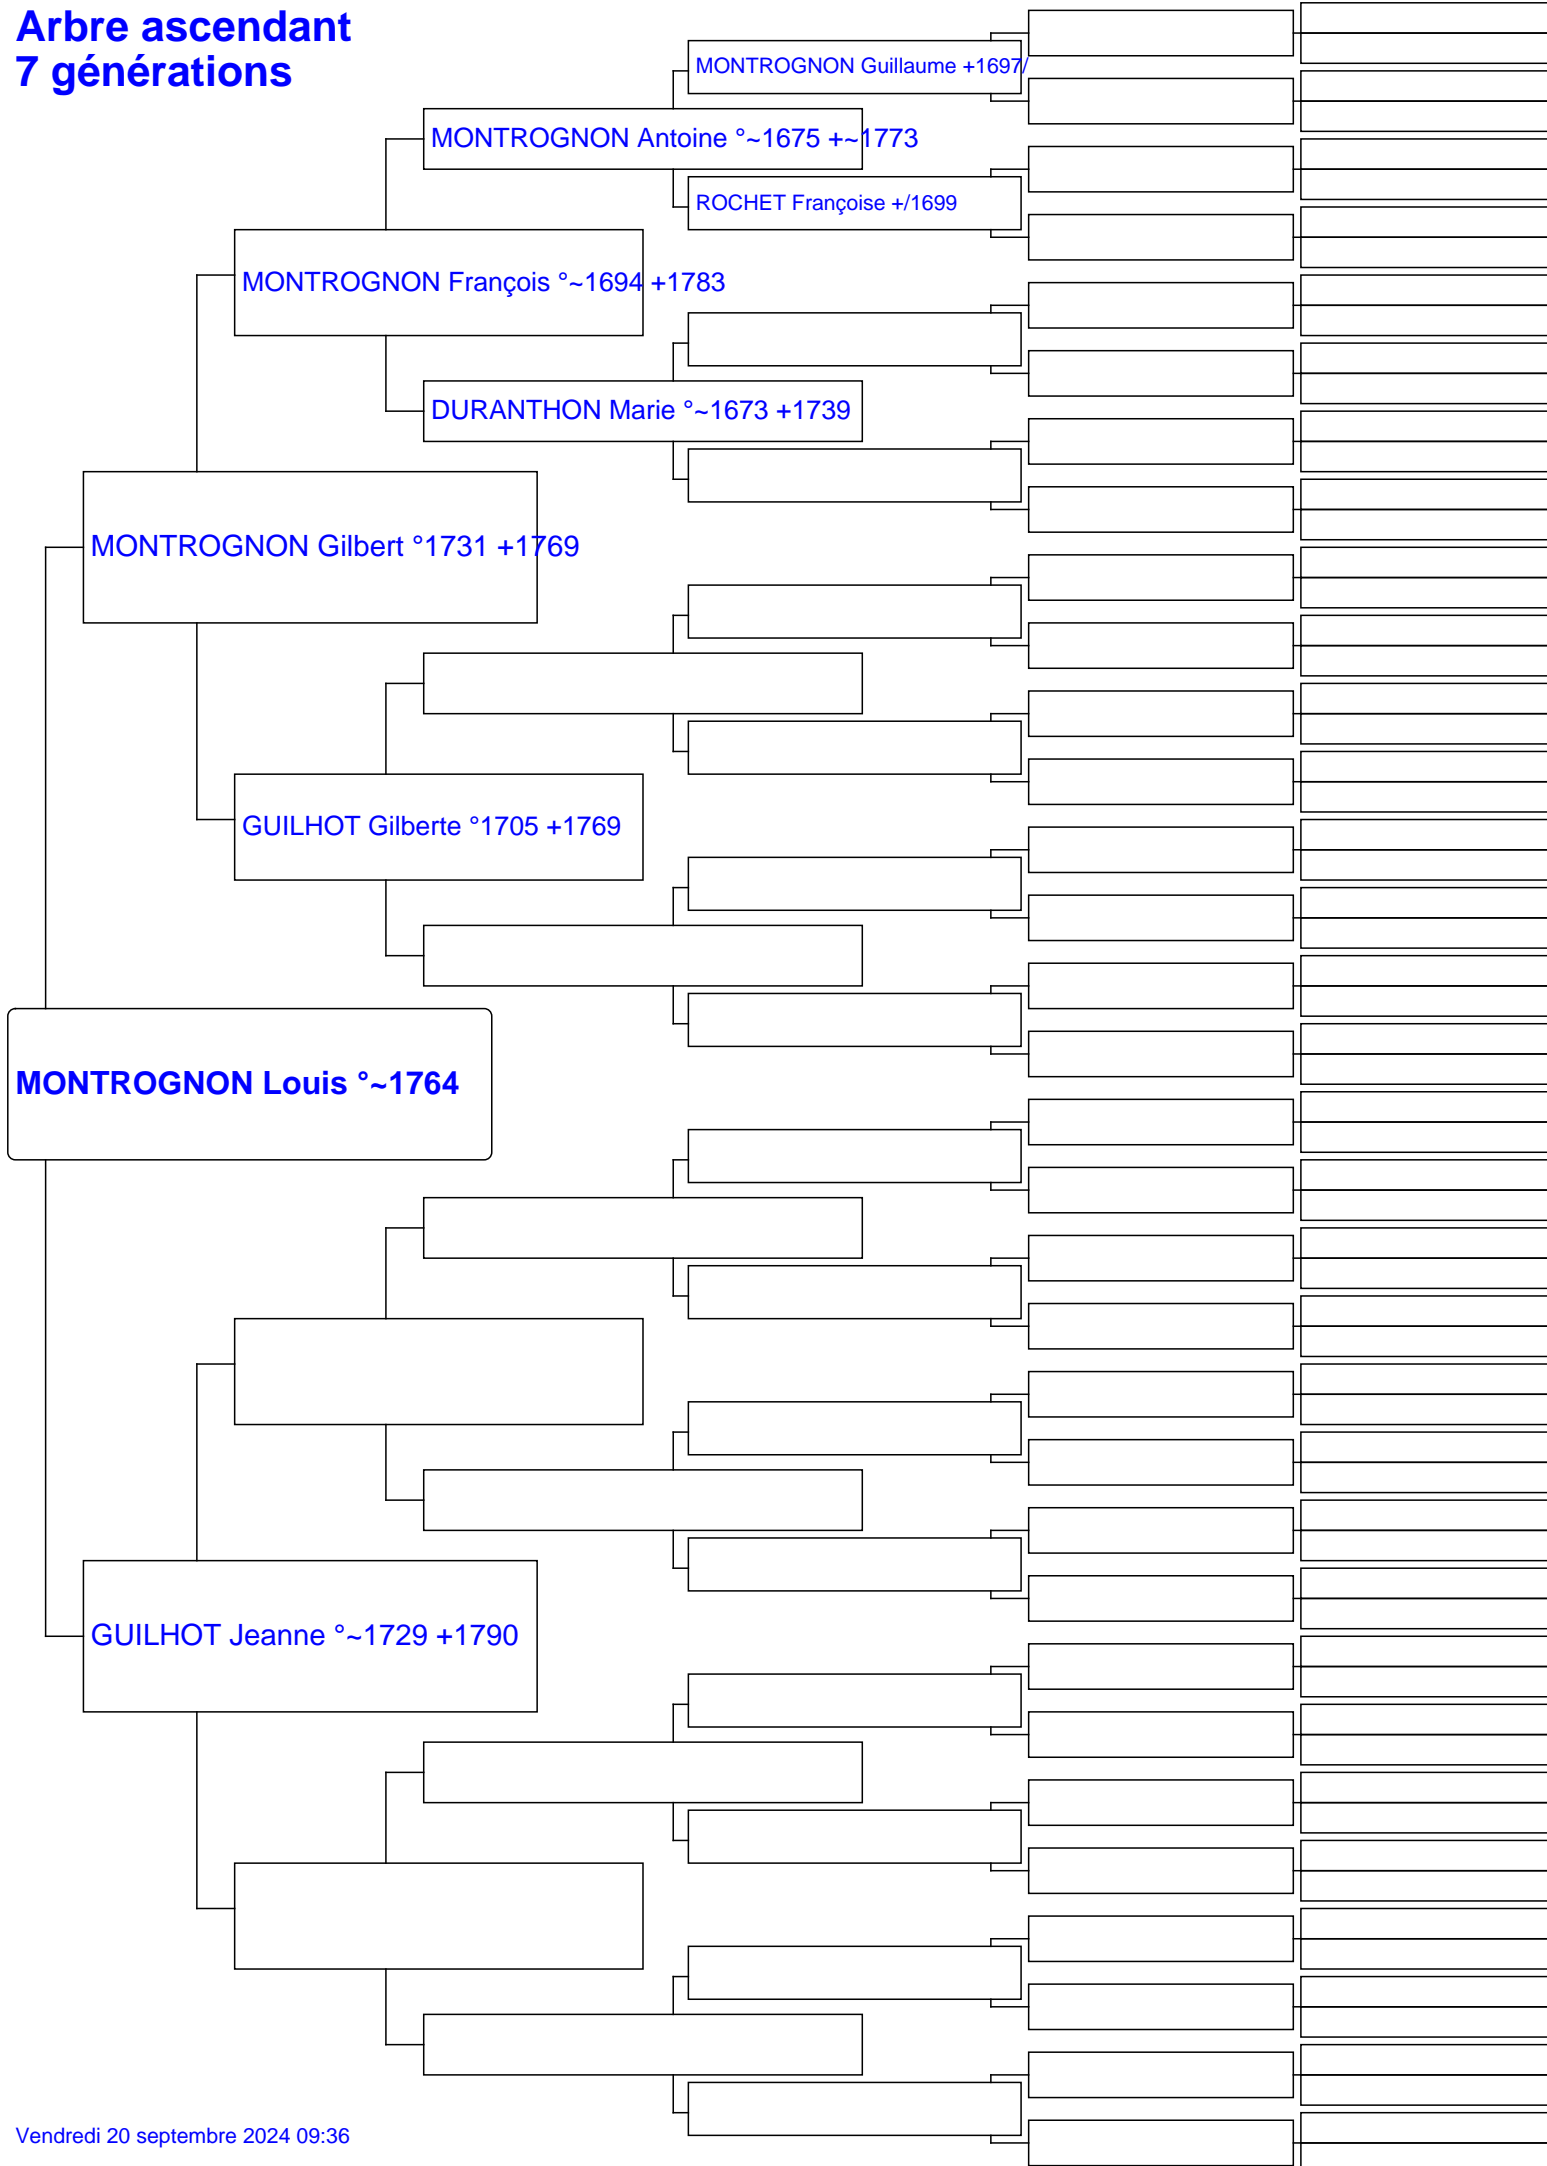 Arbre ascendant
7 générations
MONTROGNON Guillaume +1697/
MONTROGNON Antoine °~1675 +~1773
ROCHET Françoise +/1699
MONTROGNON François °~1694 +1783
DURANTHON Marie °~1673 +1739
MONTROGNON Gilbert °1731 +1769
GUILHOT Gilberte °1705 +1769
MONTROGNON Louis °~1764
GUILHOT Jeanne °~1729 +1790
Vendredi 20 septembre 2024 09:36